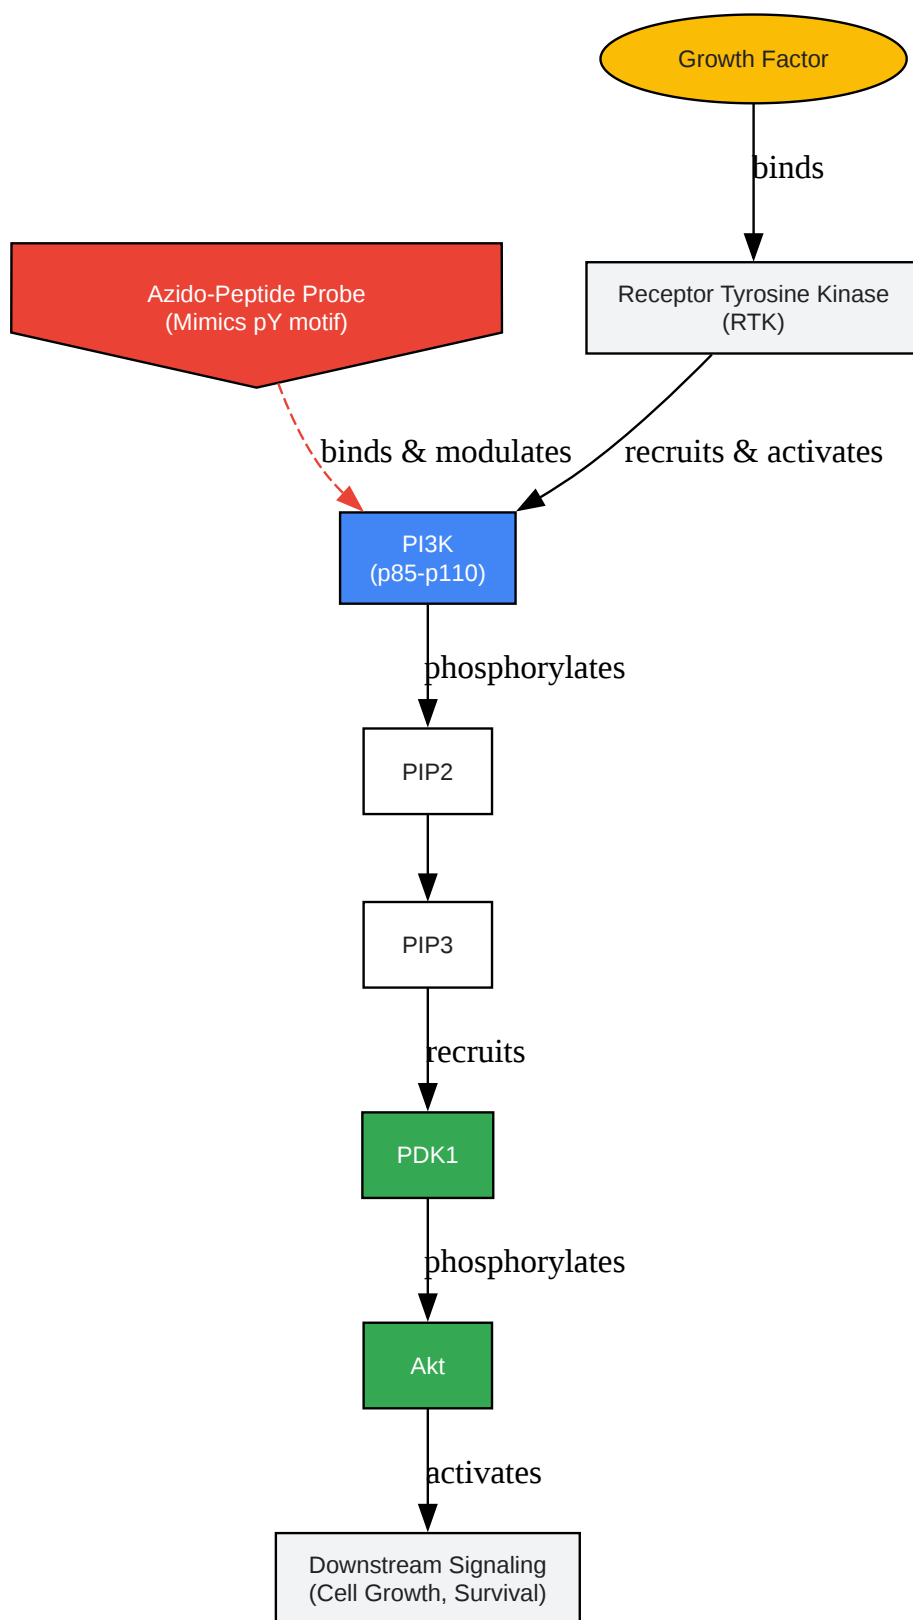 Growth Factor
binds
Azido-Peptide Probe
(Mimics pY motif)
Receptor Tyrosine Kinase
(RTK)
binds & modulates
recruits & activates
PI3K
(p85-p110)
phosphorylates
PIP2
PIP3
recruits
PDK1
phosphorylates
Akt
activates
Downstream Signaling
(Cell Growth, Survival)